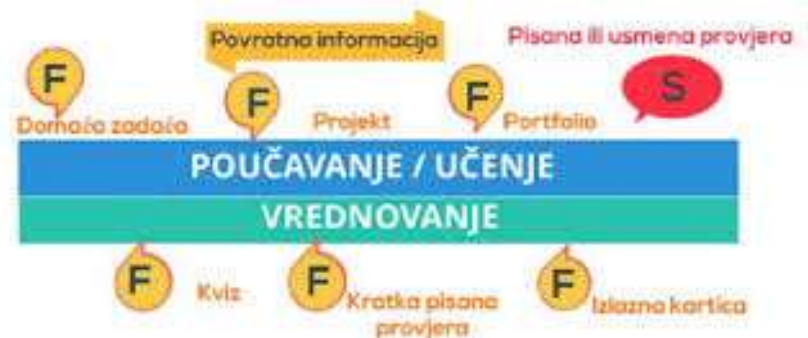 Povratna informacija
Pisana ili usmena provjera
F
F
F
S
Domaća zadaća
Projekt
Portfolio
POUČAVANJE / UČENJE
VREDNOVANJE
F
Kviz
F
Kratka pisana
provjera
F
Izlazna kartica